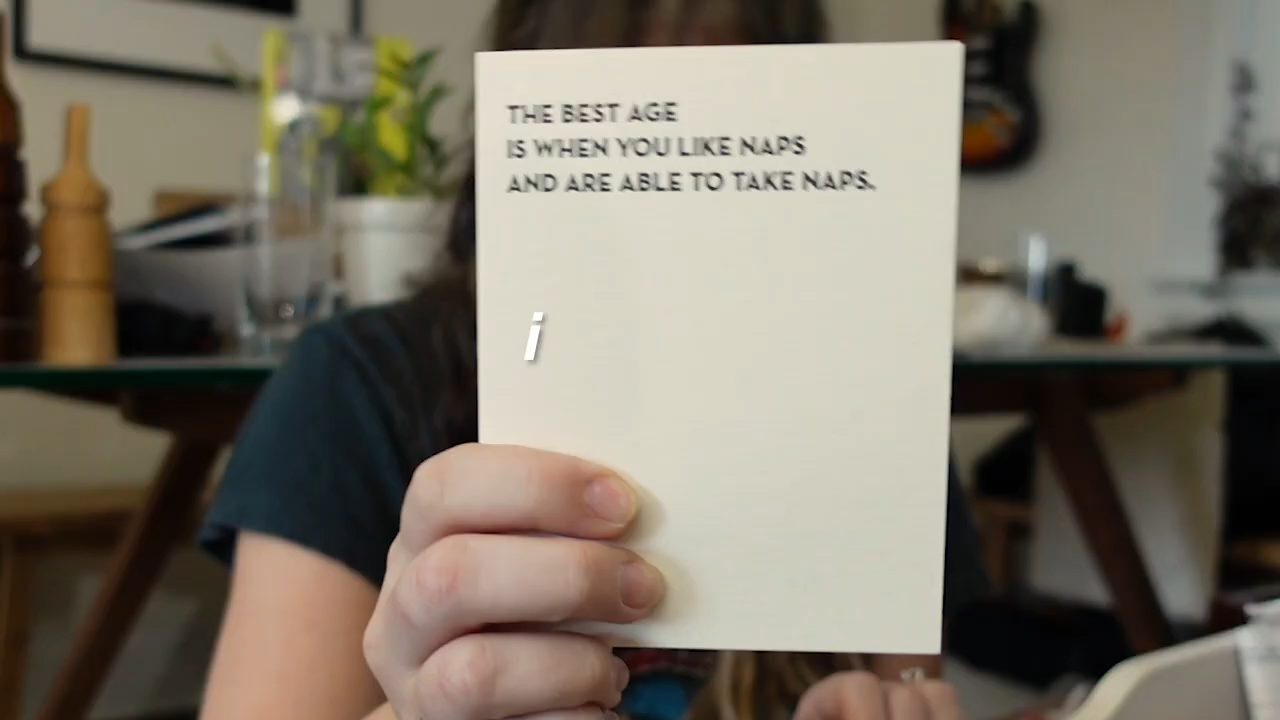 THE BEST AGE
IS WHEN YOU LIKE NAPS
AND ARE ABLE TO TAKE NAPS.
i